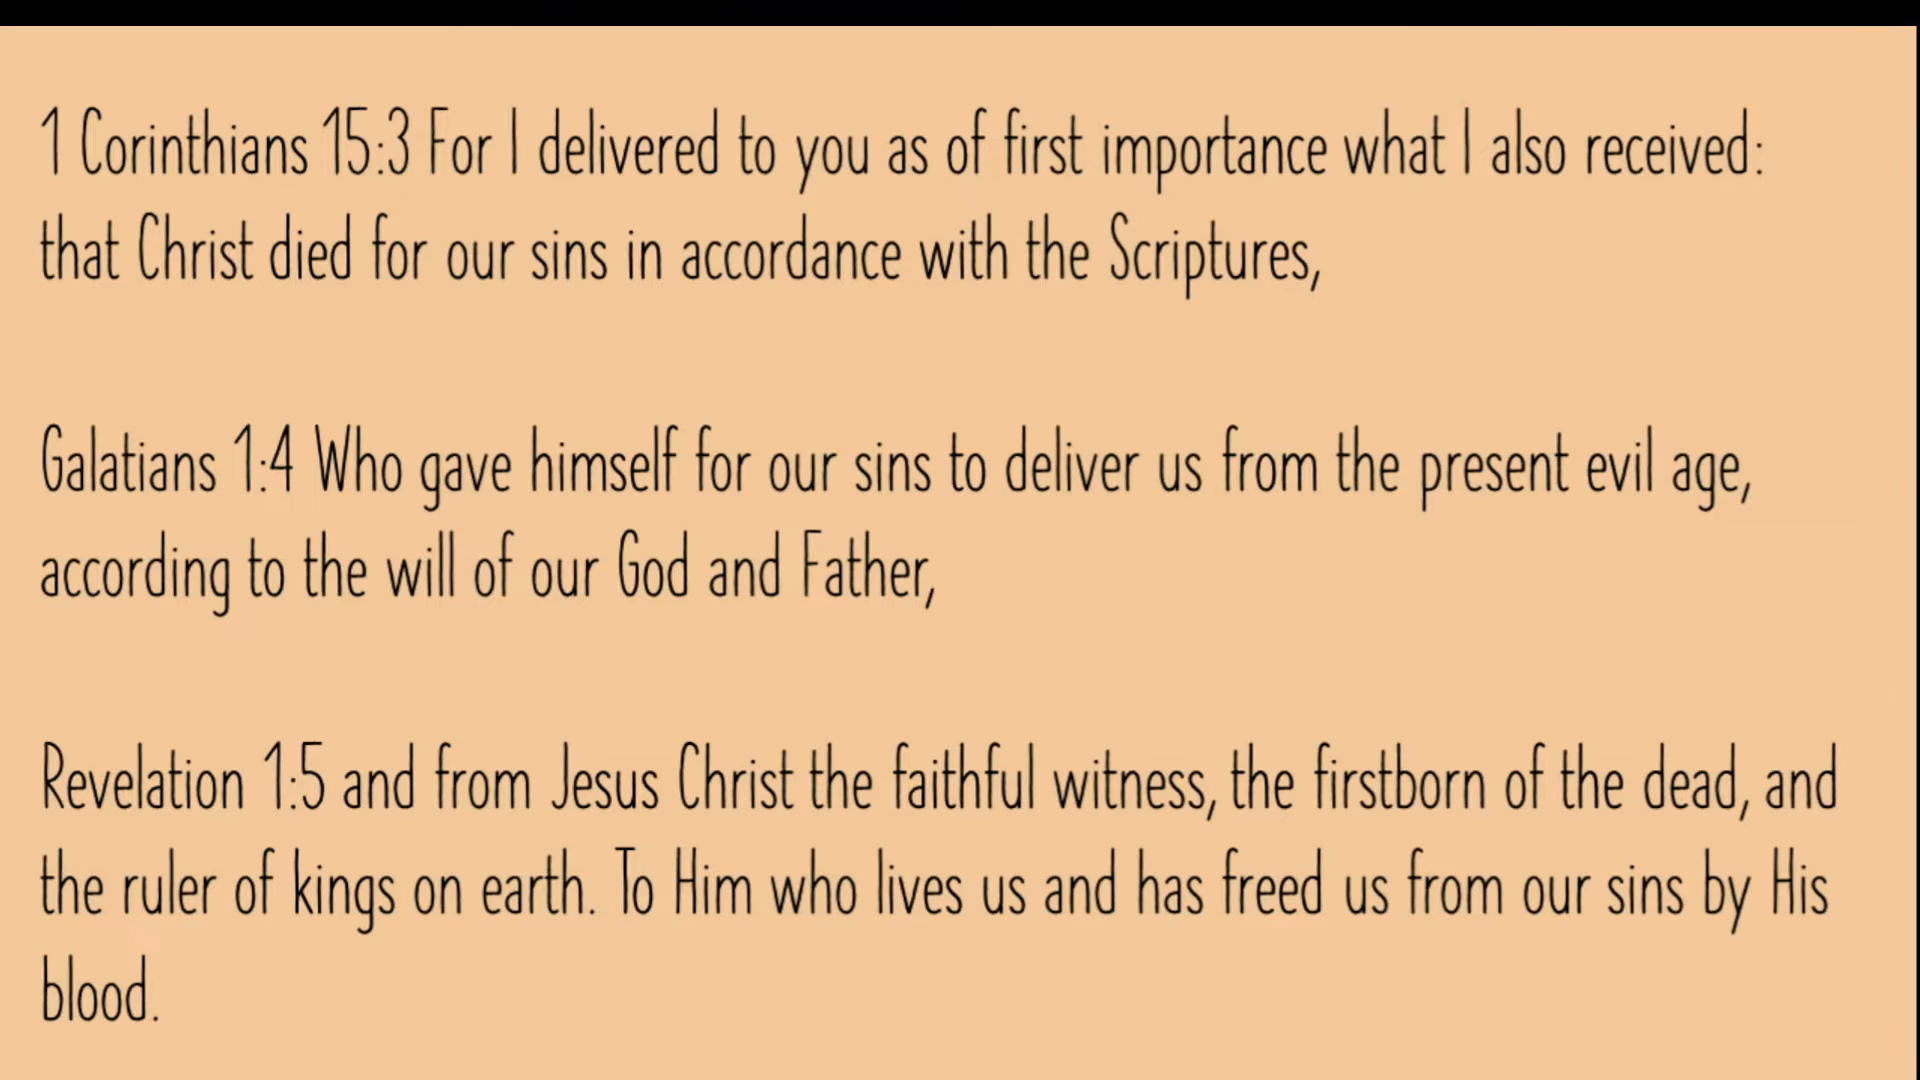 1 Corinthians 15:3 For I delivered to you as of first importance what I also received:
that Christ died for our sins in accordance with the Scriptures,
Galatians 1:4 Who gave himself for our sins to deliver us from the present evil age,
according to the will of our God and Father,
Revelation 1:5 and from Jesus Christ the faithful witness, the firstborn of the dead, and
the ruler of kings on earth. To Him who lives us and has freed us from our sins by His
blood.